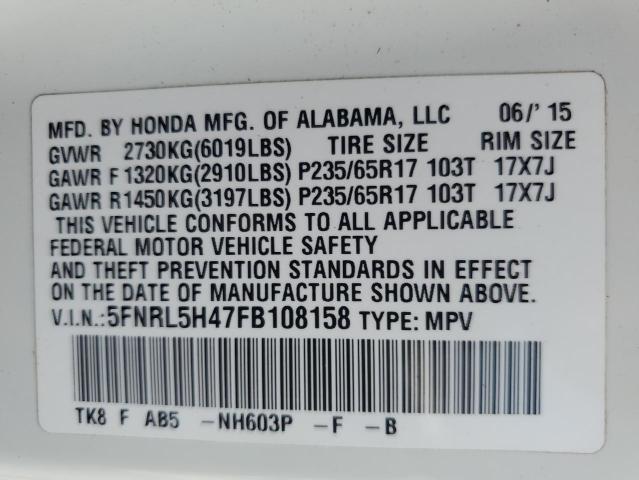 MFD. BY HONDA MFG. OF ALABAMA, LLC 06/' 15
GVWR 2730KG(6019LBS) TIRE SIZE RIM SIZE
GAWR F 1320KG(2910LBS) P235/65R17 103T 17X7J
GAWR R 1450KG(3197LBS) P235/65R17 103T 17X7J
THIS VEHICLE CONFORMS TO ALL APPLICABLE
FEDERAL MOTOR VEHICLE SAFETY
AND THEFT PREVENTION STANDARDS IN EFFECT
ON THE DATE OF MANUFACTURE SHOWN ABOVE.
V.I.N.:5FNRL5H47FB108158 TYPE: MPV
TK8 F AB5 -NH603P -F -B